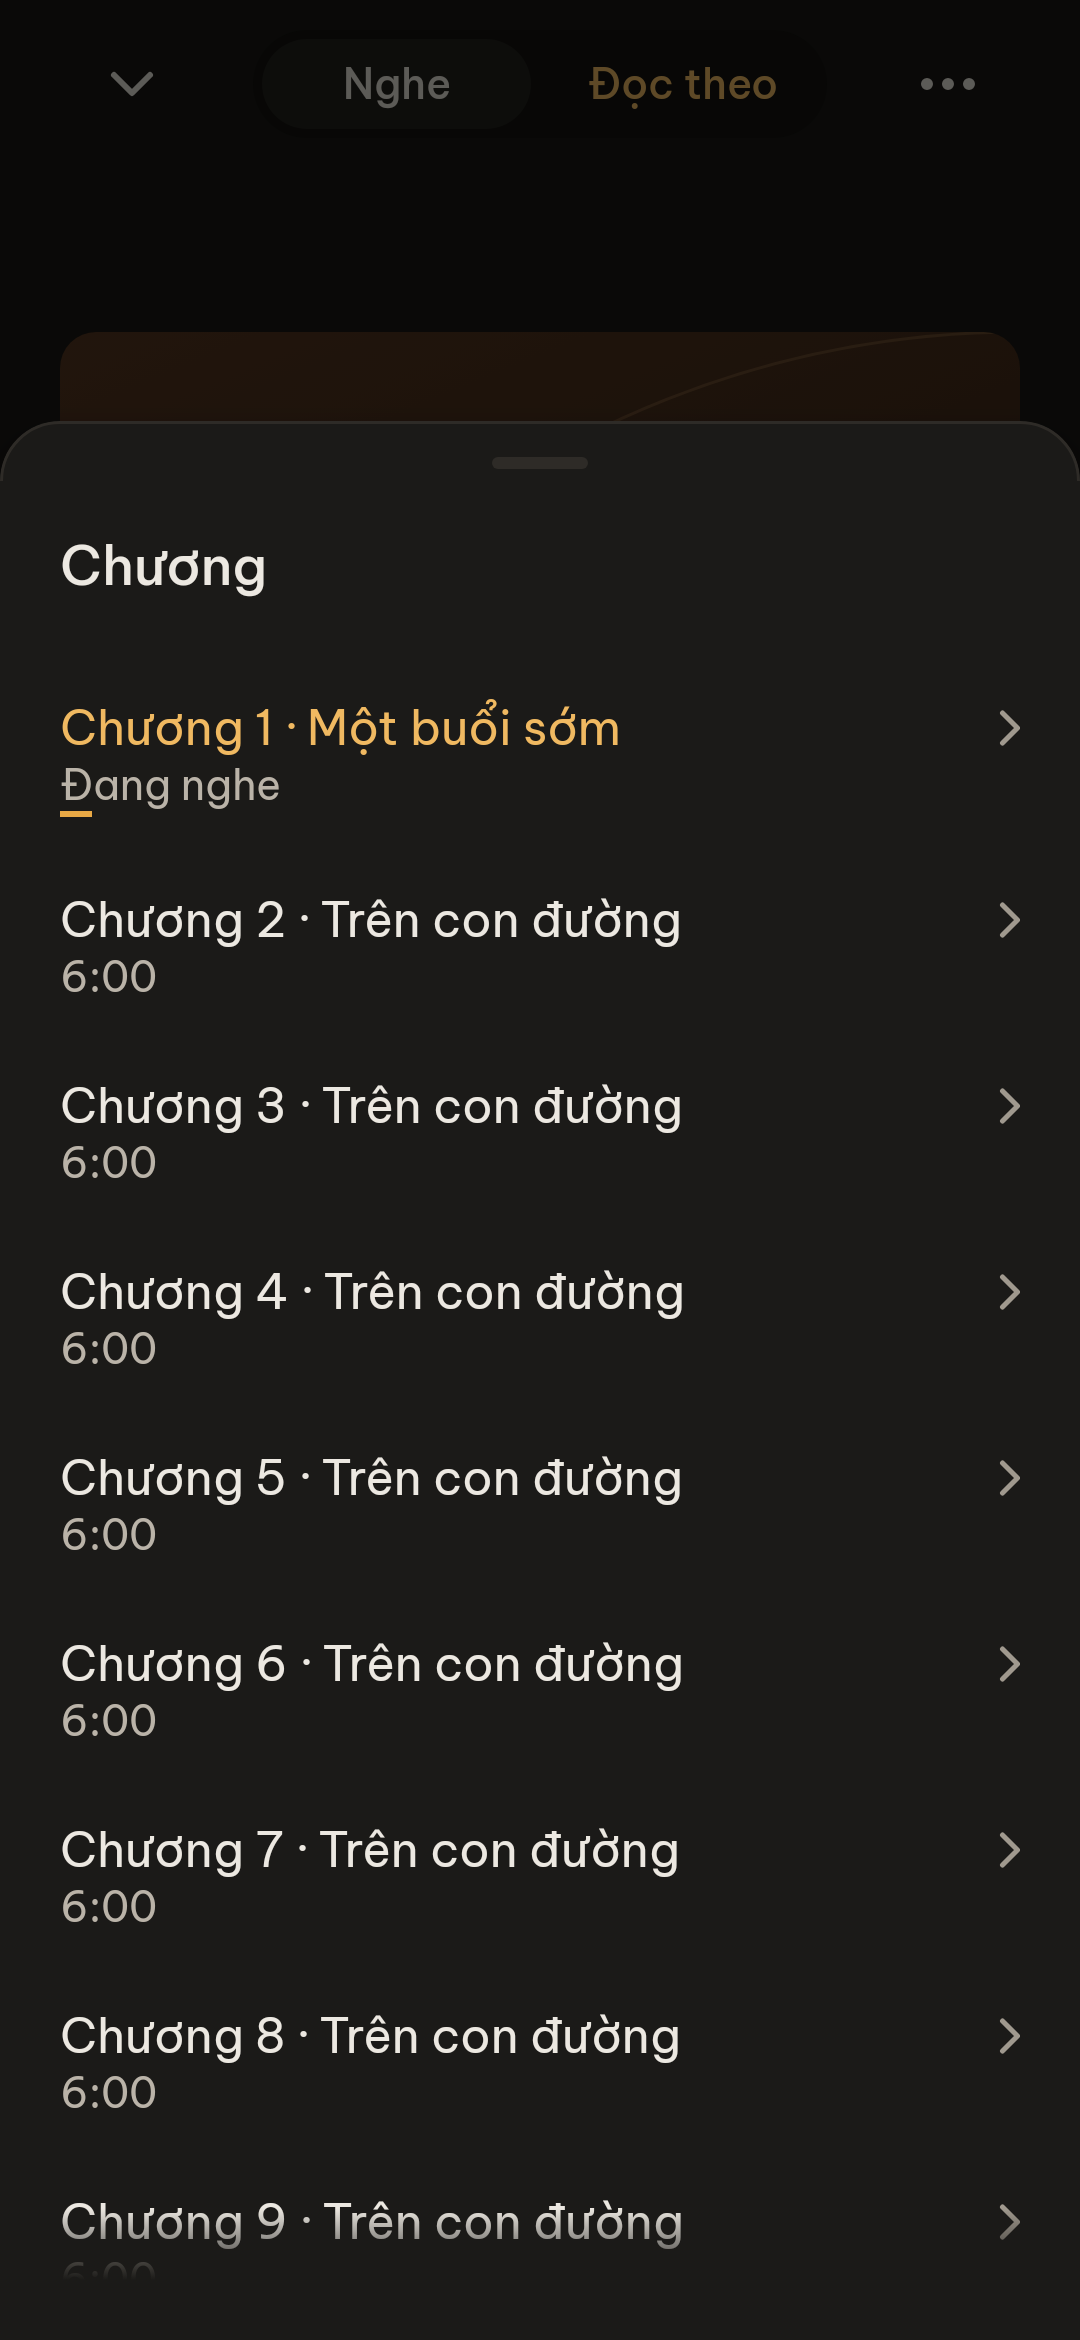 Nghe
Đọc theo
Chương
Chương 1 · Một buổi sớm
Đang nghe
Chương 2 · Trên con đường
6:00
Chương 3 · Trên con đường
6:00
Chương 4 · Trên con đường
6:00
Chương 5 · Trên con đường
6:00
Chương 6 · Trên con đường
6:00
Chương 7 · Trên con đường
6:00
Chương 8 · Trên con đường
6:00
Chương 9 · Trên con đường